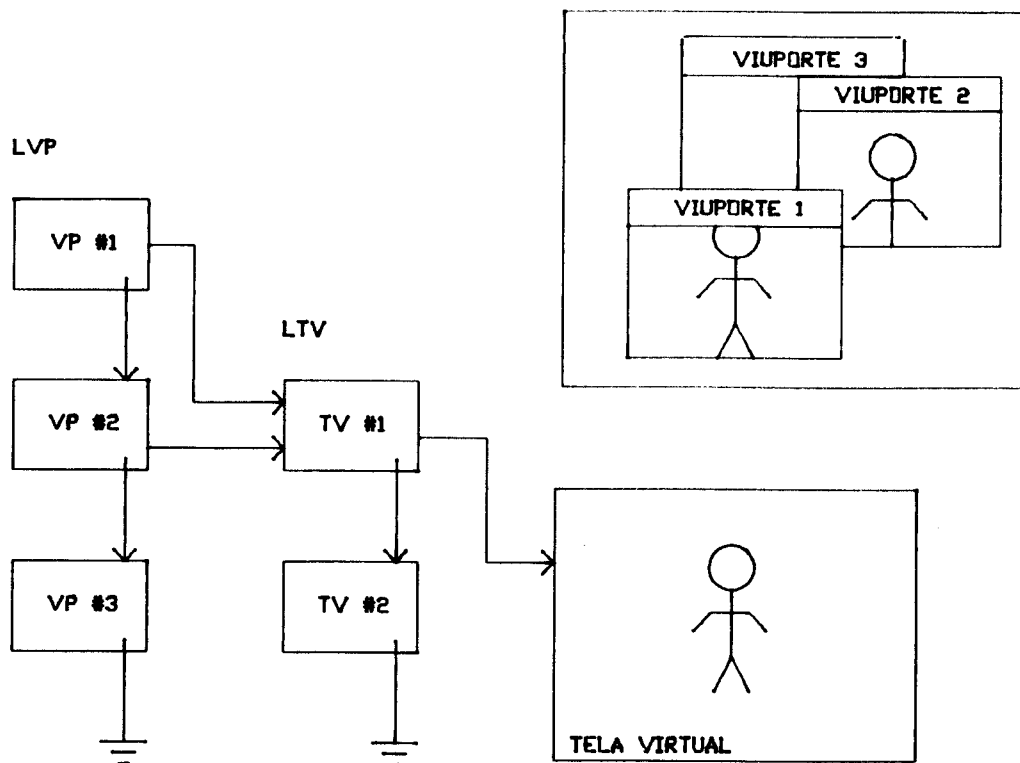 VIUPORTE 3
VIUPORTE 2
LVP
VIUPORTE 1
VP #1
LTV
VP #2
TV #1
VP #3
TV #2
TELA VIRTUAL